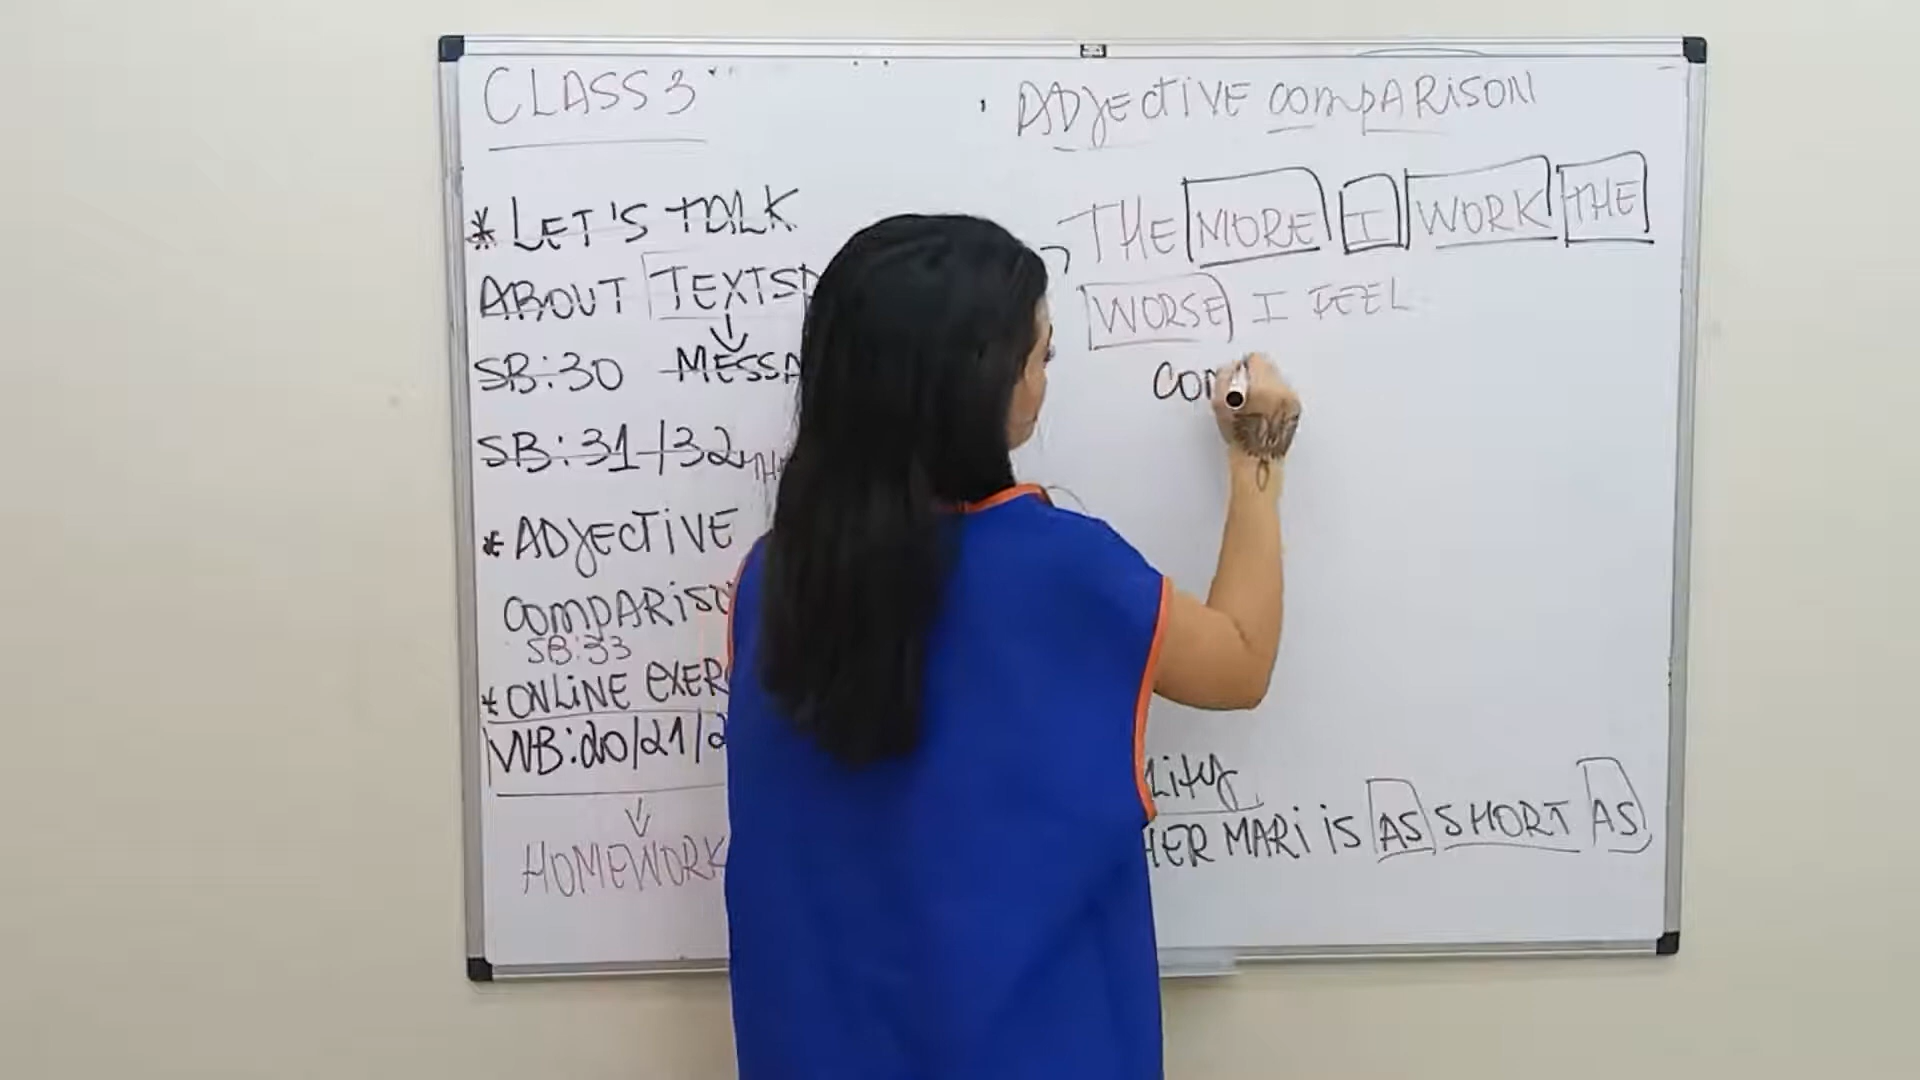 CLASS 3
* LET'S TALK
ABOUT TEXTS
SB:30 MESSA
SB:31/32
* ADJECTIVE
COMPARISO
SB:33
* ONLINE EXER
WB:20/21/2
HOMEWORK
ADJECTIVE COMPARISON
THE MORE I WORK THE
WORSE I FEEL
COM
LITY
HER MARI IS AS SHORT AS